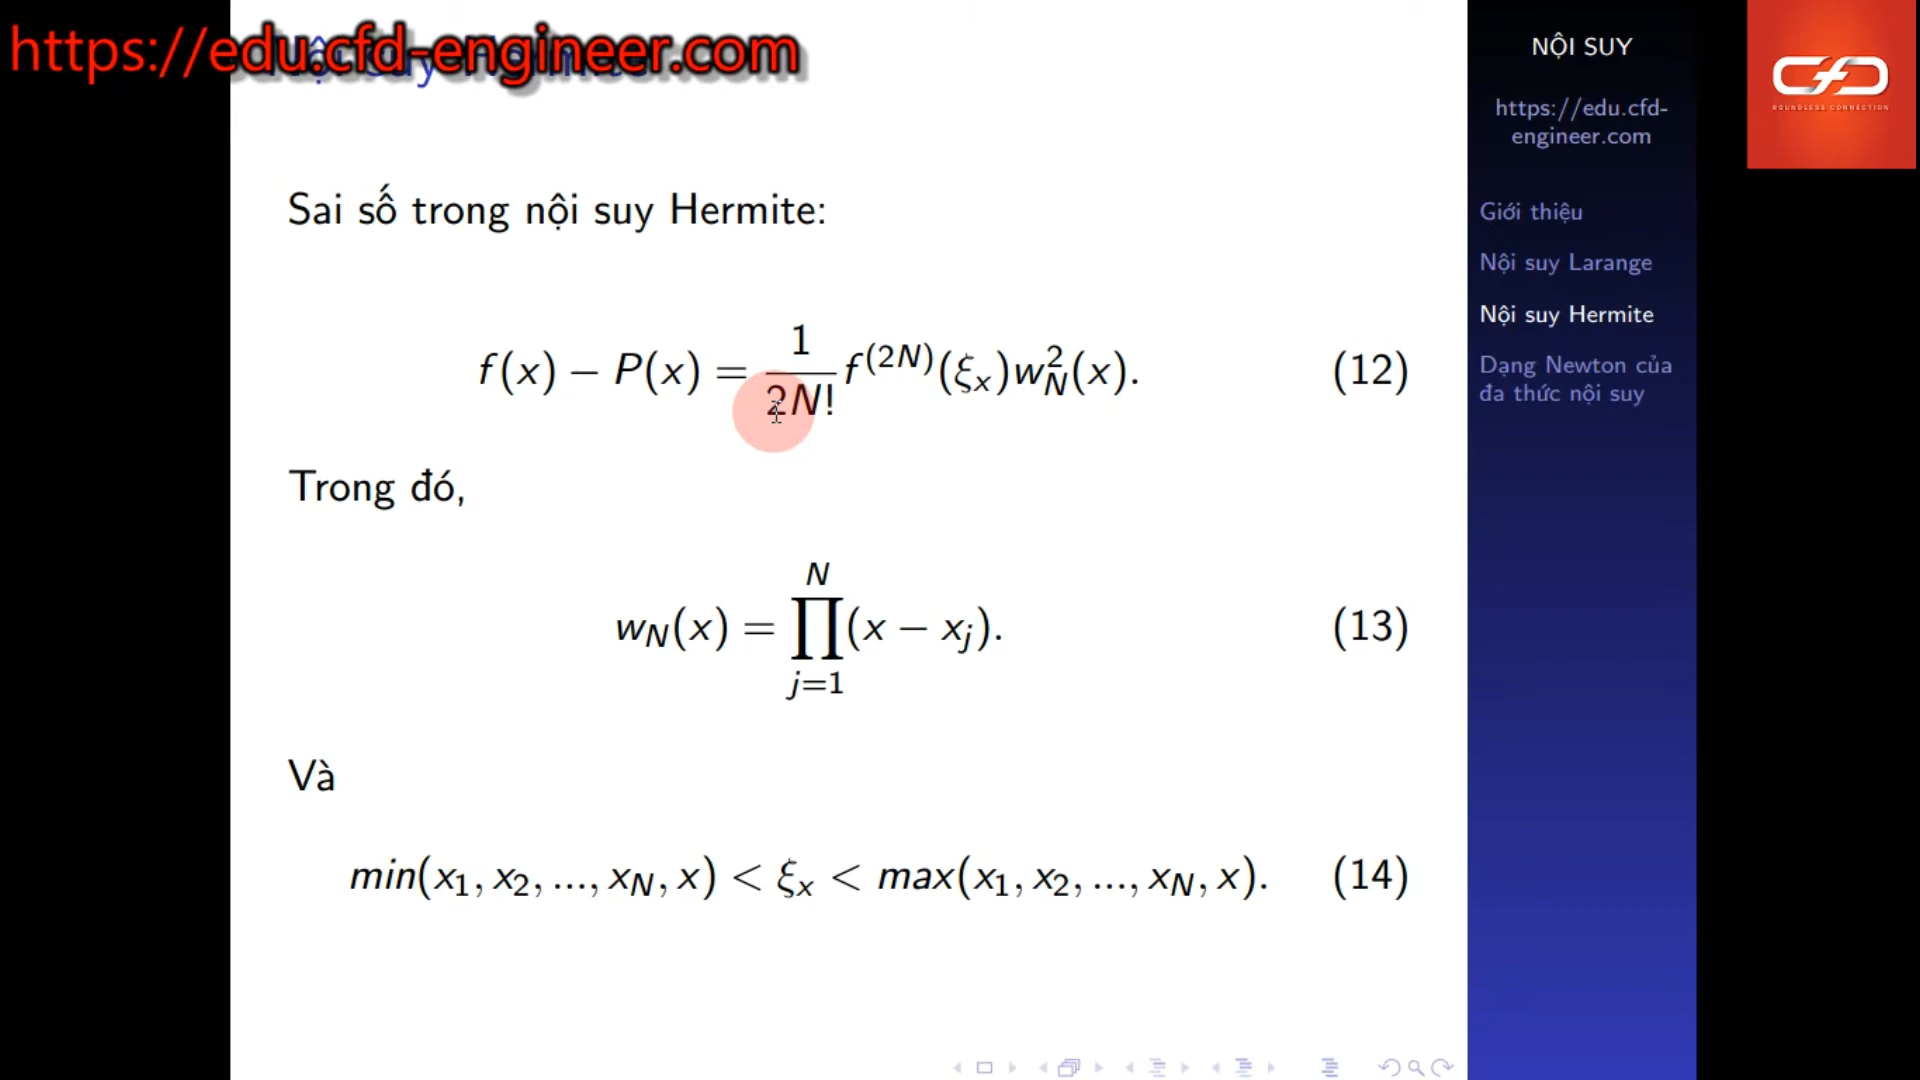 https://edu.cfd-engineer.com
Sai số trong nội suy Hermite:
f(x) − P(x) = 1/2N! f^(2N)(ξ_x)w_N^2(x). (12)
Trong đó,
w_N(x) = ∏_{j=1}^{N}(x − x_j). (13)
Và
min(x_1, x_2, ..., x_N, x) < ξ_x < max(x_1, x_2, ..., x_N, x). (14)
NỘI SUY
https://edu.cfd-
engineer.com
Giới thiệu
Nội suy Larange
Nội suy Hermite
Dạng Newton của
đa thức nội suy
CFD
BOUNDLESS CONNECTION